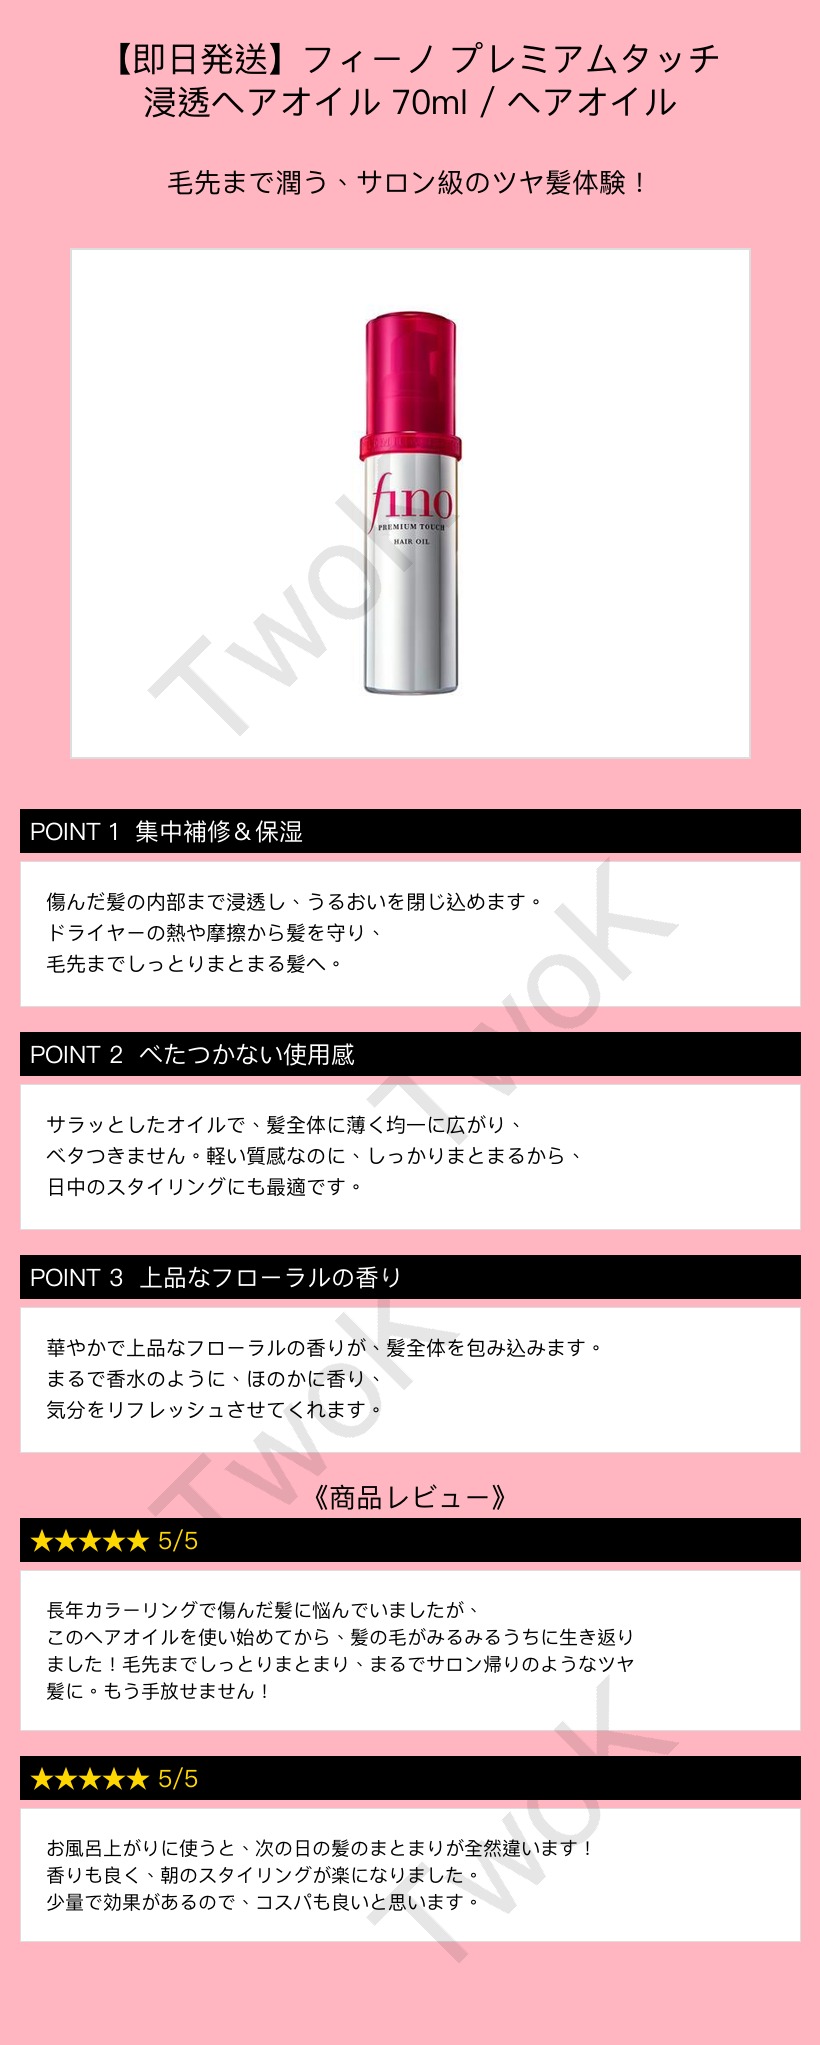 【即日発送】フィーノ プレミアムタッチ
浸透ヘアオイル 70ml / ヘアオイル
毛先まで潤う、サロン級のツヤ髪体験！
fino
PREMIUM TOUCH
HAIR OIL
TwoK
POINT 1 集中補修＆保湿
傷んだ髪の内部まで浸透し、うるおいを閉じ込めます。
ドライヤーの熱や摩擦から髪を守り、
毛先までしっとりまとまる髪へ。
TwoK
POINT 2 べたつかない使用感
サラッとしたオイルで、髪全体に薄く均一に広がり、
ベタつきません。軽い質感なのに、しっかりまとまるから、
日中のスタイリングにも最適です。
POINT 3 上品なフローラルの香り
華やかで上品なフローラルの香りが、髪全体を包み込みます。
まるで香水のように、ほのかに香り、
気分をリフレッシュさせてくれます。
TwoK
《商品レビュー》
★★★★★ 5/5
長年カラーリングで傷んだ髪に悩んでいましたが、
このヘアオイルを使い始めてから、髪の毛がみるみるうちに生き返り
ました！毛先までしっとりまとまり、まるでサロン帰りのようなツヤ
髪に。もう手放せません！
★★★★★ 5/5
お風呂上がりに使うと、次の日の髪のまとまりが全然違います！
香りも良く、朝のスタイリングが楽になりました。
少量で効果があるので、コスパも良いと思います。
TwoK